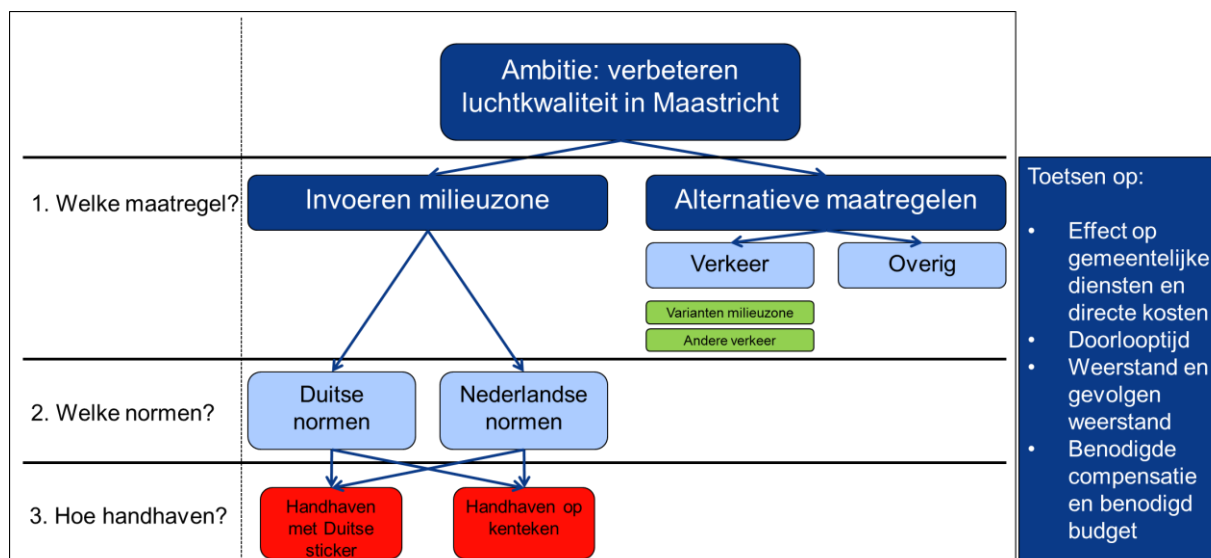 Ambitie: verbeteren
luchtkwaliteit in Maastricht
1. Welke maatregel?
Invoeren milieuzone
Alternatieve maatregelen
Verkeer
Overig
Varianten milieuzone
Andere verkeer
2. Welke normen?
Duitse
normen
Nederlandse
normen
3. Hoe handhaven?
Handhaven
met Duitse
sticker
Handhaven op
kenteken
Toetsen op:
• Effect op
gemeentelijke
diensten en
directe kosten
• Doorlooptijd
• Weerstand en
gevolgen
weerstand
• Benodigde
compensatie
en benodigd
budget